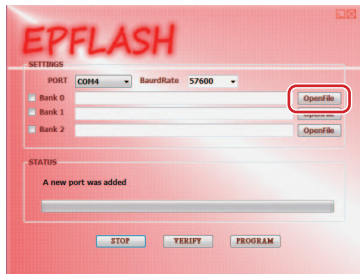 EPFLASH
SETTINGS
PORT COM4 BaurdRate 57600
Bank 0 OpenFile
Bank 1 OpenFile
Bank 2 OpenFile
STATUS
A new port was added
STOP VERIFY PROGRAM